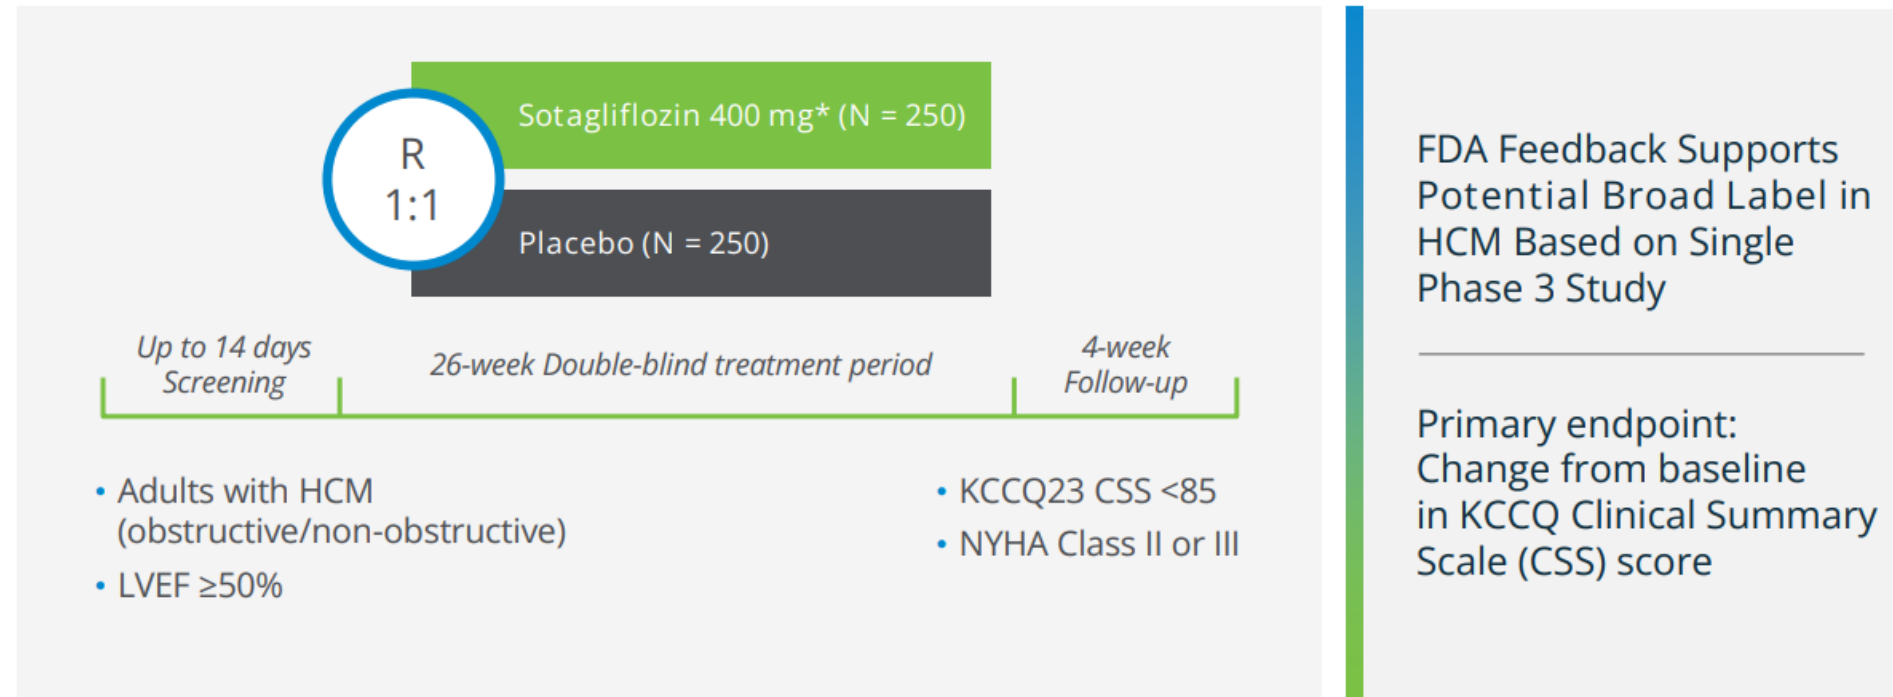 Sotagliflozin 400 mg* (N = 250)
R
1:1
Placebo (N = 250)
Up to 14 days
Screening
26-week Double-blind treatment period
4-week
Follow-up
• Adults with HCM
(obstructive/non-obstructive)
• LVEF ≥50%
• KCCQ23 CSS <85
• NYHA Class II or III
FDA Feedback Supports
Potential Broad Label in
HCM Based on Single
Phase 3 Study
Primary endpoint:
Change from baseline
in KCCQ Clinical Summary
Scale (CSS) score